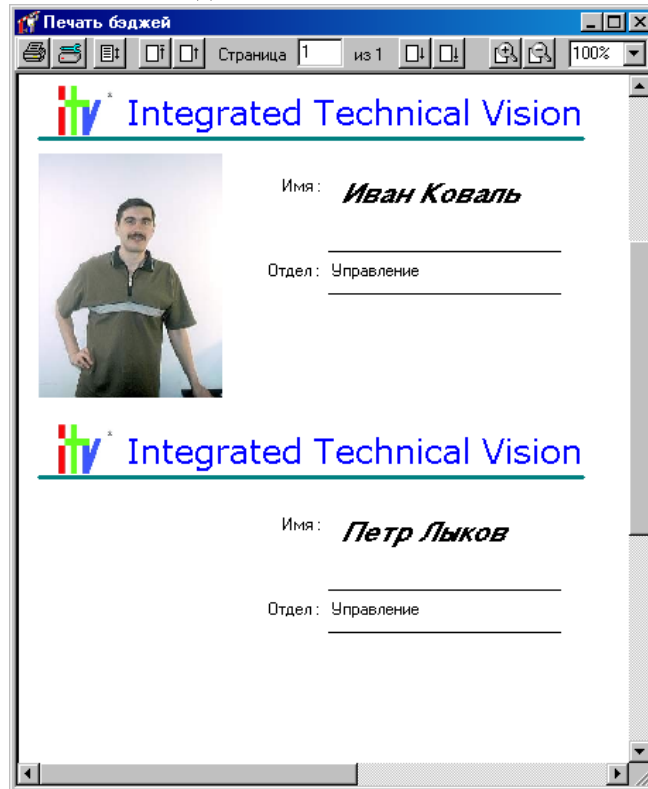 Печать бэджей
Страница 1 из 1 100%
itv Integrated Technical Vision
Имя: Иван Коваль
Отдел: Управление
itv Integrated Technical Vision
Имя: Петр Лыков
Отдел: Управление